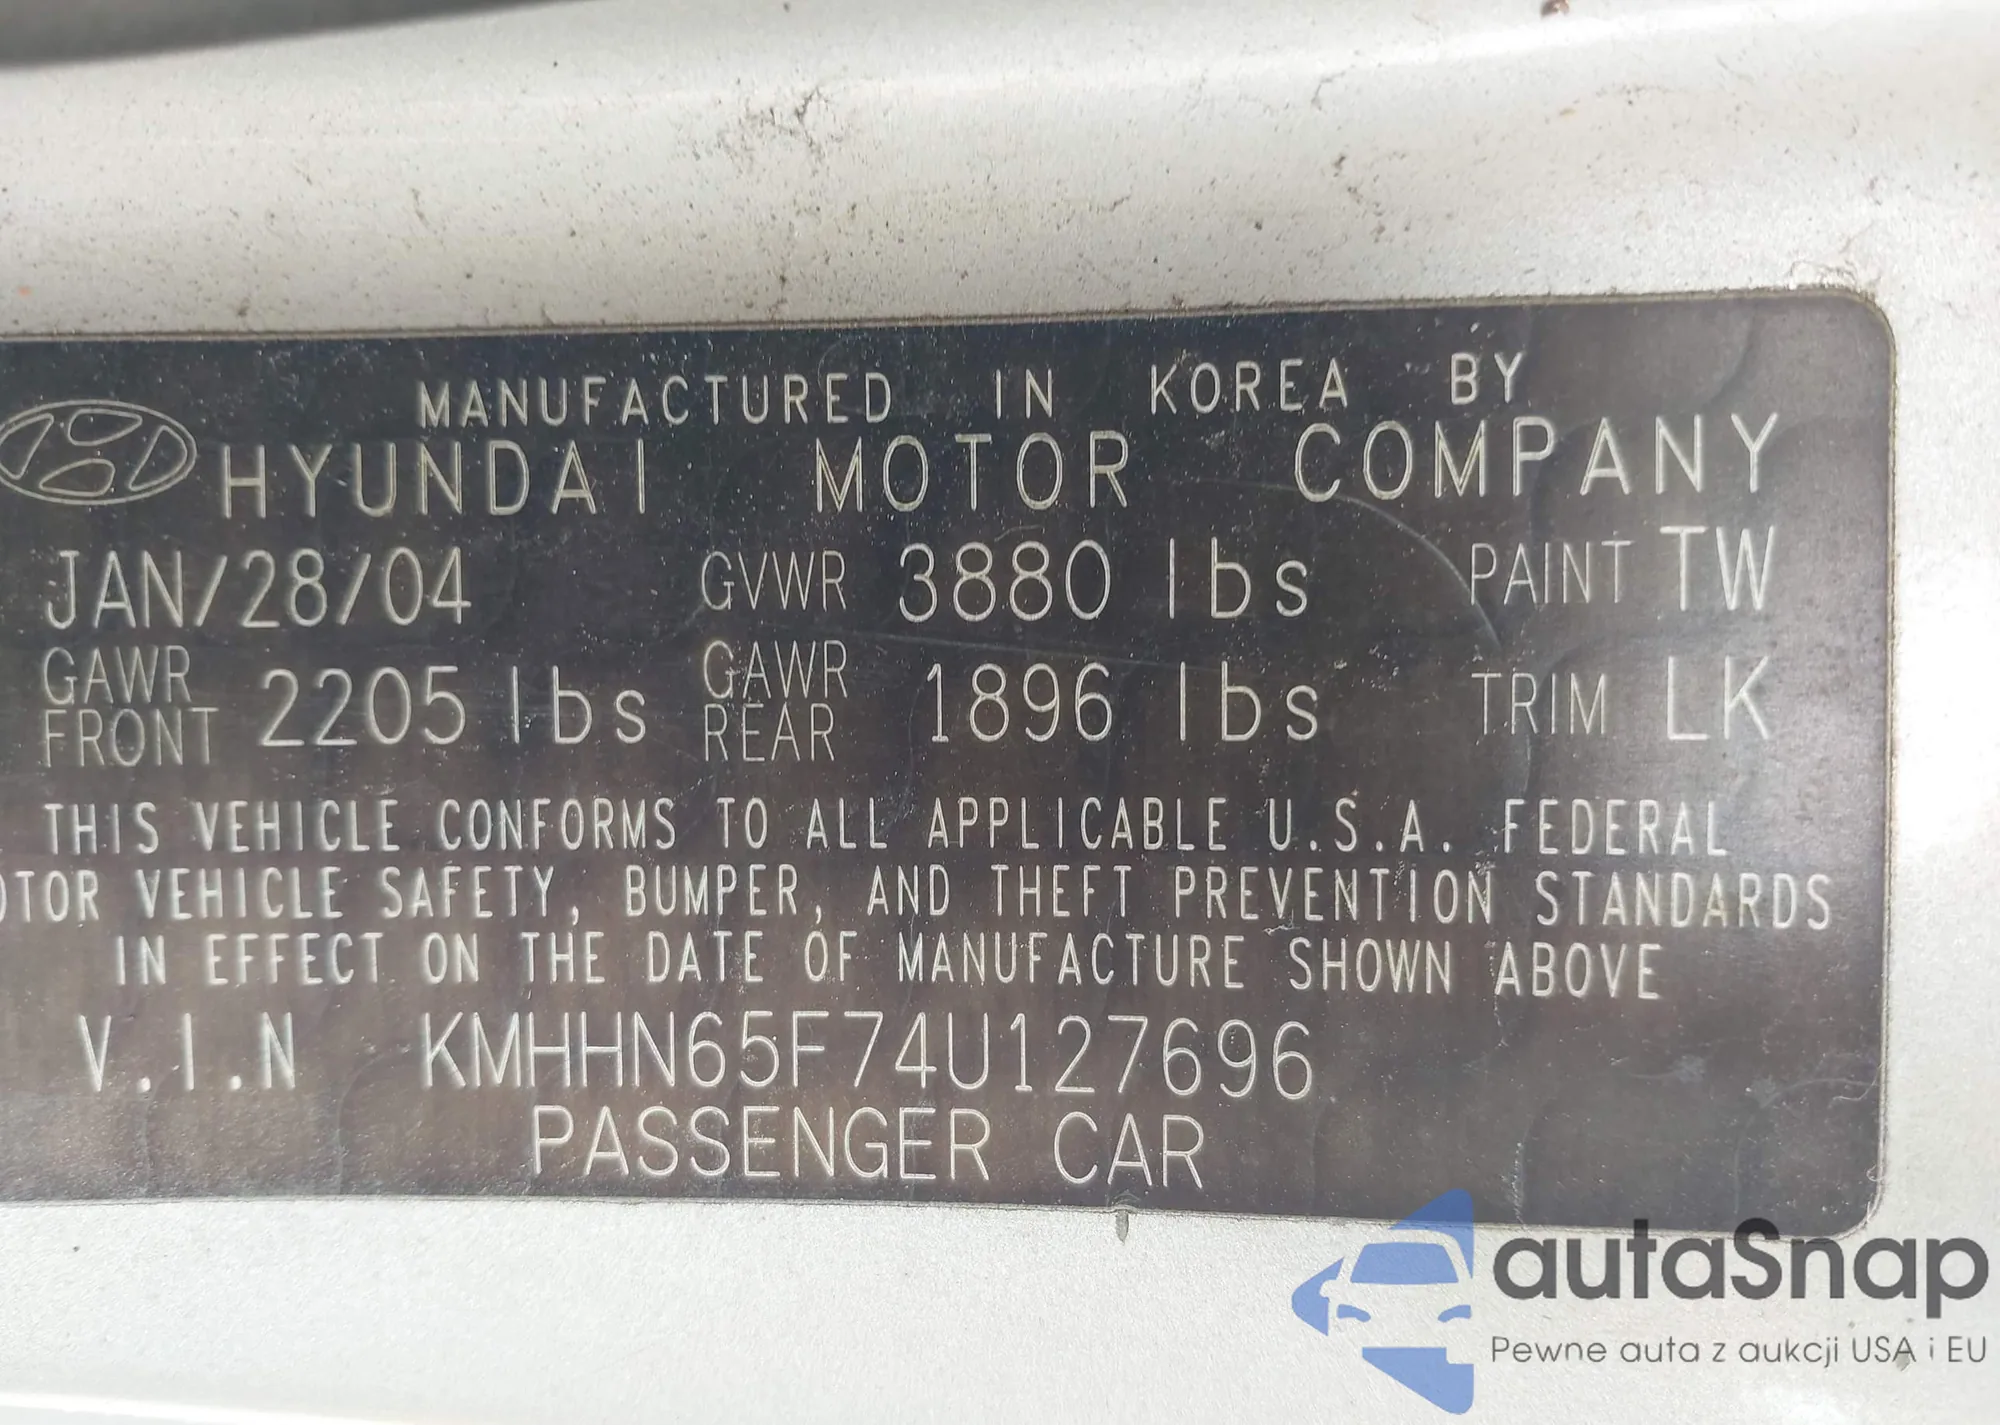 MANUFACTURED IN KOREA BY
HYUNDAI MOTOR COMPANY
JAN/28/04 GVWR 3880 lbs PAINT TW
GAWR FRONT 2205 lbs GAWR REAR 1896 lbs TRIM LK
THIS VEHICLE CONFORMS TO ALL APPLICABLE U.S.A. FEDERAL
OTOR VEHICLE SAFETY, BUMPER, AND THEFT PREVENTION STANDARDS
IN EFFECT ON THE DATE OF MANUFACTURE SHOWN ABOVE
V.I.N KMHHN65F74U127696
PASSENGER CAR
autaSnap
Pewne auta z aukcji USA i EU